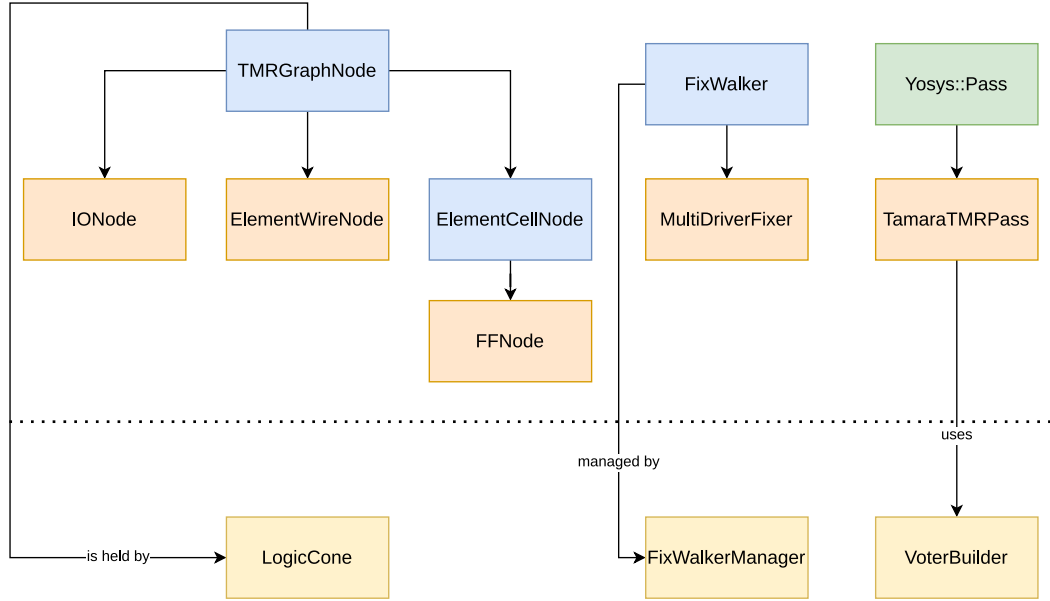 TMRGraphNode
FixWalker
Yosys::Pass
IONode
ElementWireNode
ElementCellNode
MultiDriverFixer
TamaraTMRPass
FFNode
uses
managed by
is held by
LogicCone
FixWalkerManager
VoterBuilder